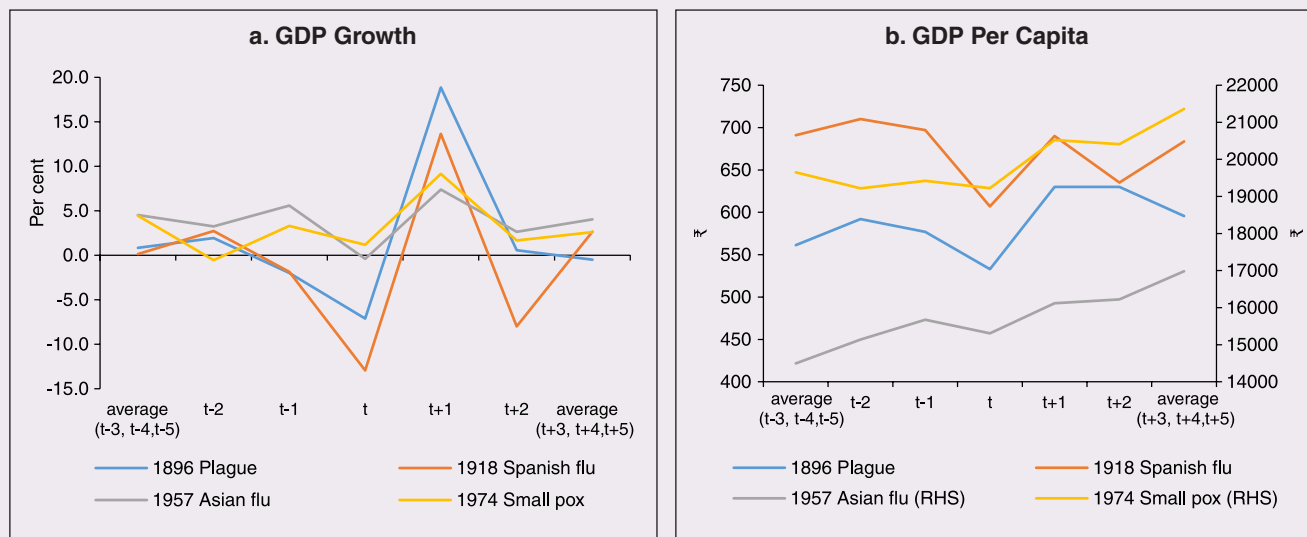 a. GDP Growth
Per cent
20.0
15.0
10.0
5.0
0.0
-5.0
-10.0
-15.0
average
(t-3, t-4,t-5)
t-2
t-1
t
t+1
t+2
average
(t+3, t+4,t+5)
1896 Plague
1918 Spanish flu
1957 Asian flu
1974 Small pox
b. GDP Per Capita
₹
750
700
650
600
550
500
450
400
₹
22000
21000
20000
19000
18000
17000
16000
15000
14000
average
(t-3, t-4,t-5)
t-2
t-1
t
t+1
t+2
average
(t+3, t+4,t+5)
1896 Plague
1918 Spanish flu
1957 Asian flu (RHS)
1974 Small pox (RHS)